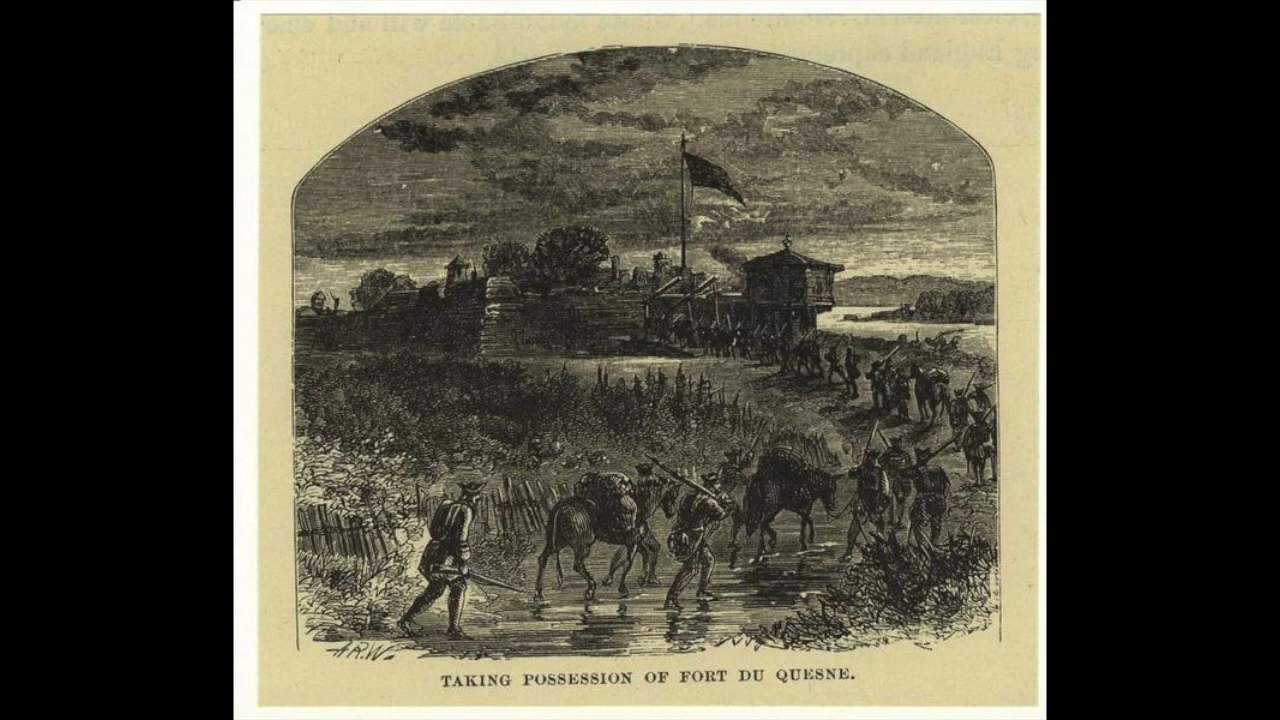 A.R.W.
TAKING POSSESSION OF FORT DU QUESNE.